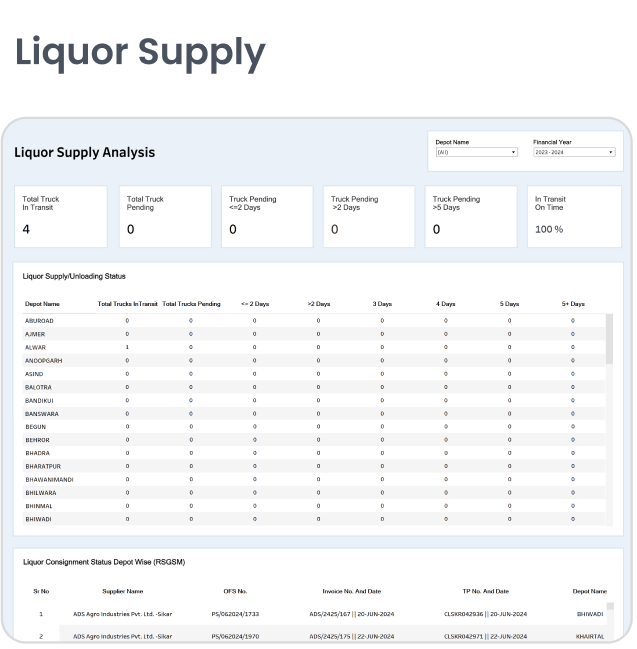 Liquor Supply
Liquor Supply Analysis
Depot Name Financial Year
(All) 2023 - 2024
Total Truck In Transit
4
Total Truck Pending
0
Truck Pending <=2 Days
0
Truck Pending >2 Days
0
Truck Pending >5 Days
0
In Transit On Time
100 %
Liquor Supply/Unloading Status
Depot Name Total Trucks InTransit Total Trucks Pending <= 2 Days >2 Days 3 Days 4 Days 5 Days 5+ Days
ABUROAD 0 0 0 0 0 0 0 0
AJMER 0 0 0 0 0 0 0 0
ALWAR 1 0 0 0 0 0 0 0
ANOOPGARH 0 0 0 0 0 0 0 0
ASIND 0 0 0 0 0 0 0 0
BALOTRA 0 0 0 0 0 0 0 0
BANDIKUI 0 0 0 0 0 0 0 0
BANSWARA 0 0 0 0 0 0 0 0
BEGUN 0 0 0 0 0 0 0 0
BEHROR 0 0 0 0 0 0 0 0
BHADRA 0 0 0 0 0 0 0 0
BHARATPUR 0 0 0 0 0 0 0 0
BHAWANIMANDI 0 0 0 0 0 0 0 0
BHILWARA 0 0 0 0 0 0 0 0
BHINMAL 0 0 0 0 0 0 0 0
BHIWADI 0 0 0 0 0 0 0 0
Liquor Consignment Status Depot Wise (RSGSM)
Sr No Supplier Name OFS No. Invoice No. And Date TP No. And Date Depot Name
1 ADS Agro Industries Pvt. Ltd. -Sikar PS/062024/1733 ADS/2425/167 || 20-JUN-2024 CLSKR042936 || 20-JUN-2024 BHIWADI
2 ADS Agro Industries Pvt. Ltd. -Sikar PS/062024/1970 ADS/2425/175 || 22-JUN-2024 CLSKR042971 || 22-JUN-2024 KHAIRTAL